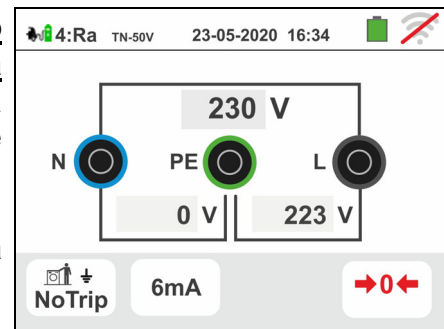 4:Ra TN-50V 23-05-2020 16:34
230 V
N PE L
0 V 223 V
NoTrip 6mA →0←